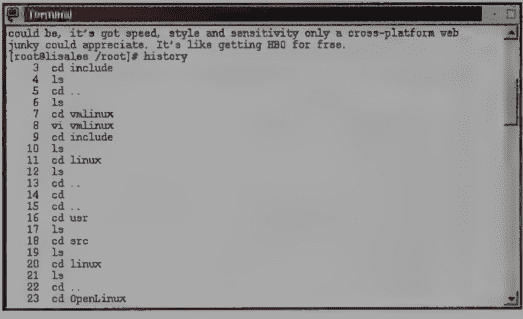 Terminal
could be, it's got speed, style and sensitivity only a cross-platform web
junky could appreciate. It's like getting HBO for free.
[root@lisales /root]# history
3 cd include
4 ls
5 cd ..
6 ls
7 cd vmlinux
8 vi vmlinux
9 cd include
10 ls
11 cd linux
12 ls
13 cd ..
14 cd
15 cd ..
16 cd usr
17 ls
18 cd src
19 ls
20 cd linux
21 ls
22 cd ..
23 cd OpenLinux